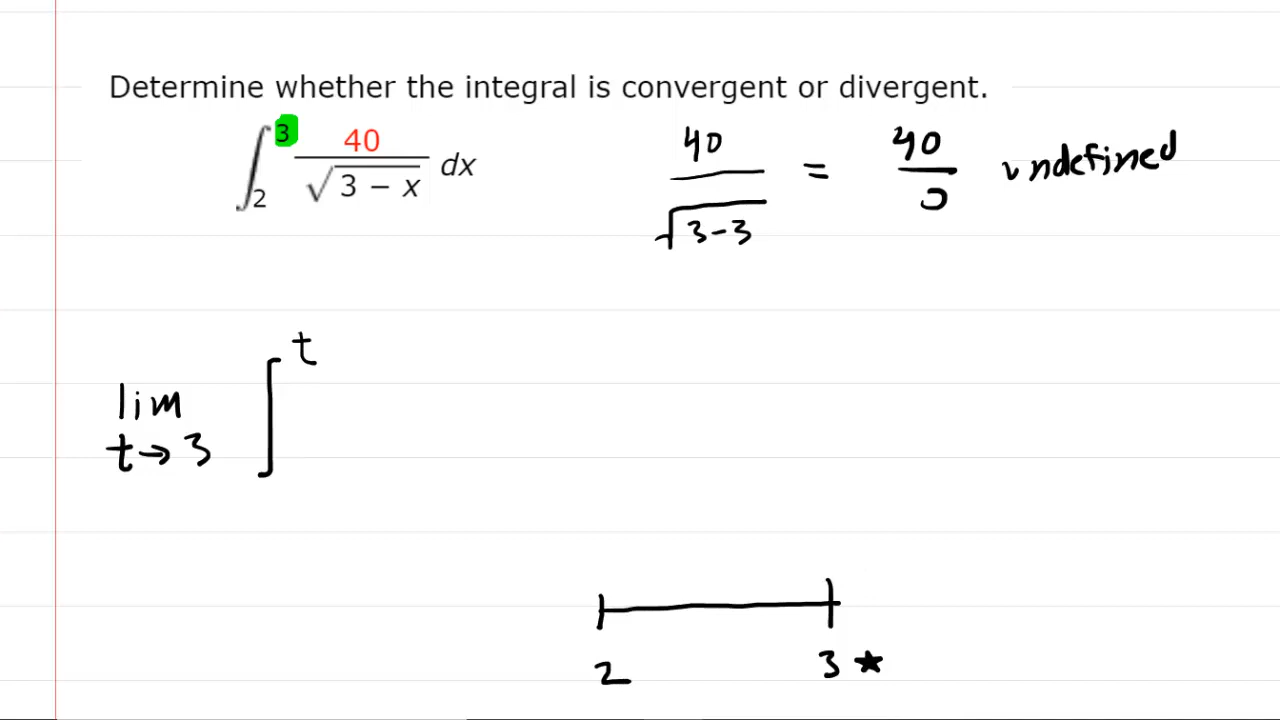 Determine whether the integral is convergent or divergent.
∫₂³ 40/√(3 − x) dx
40/√(3-3) = 40/0 undefined
lim t→3 ∫ t
2 3 ★